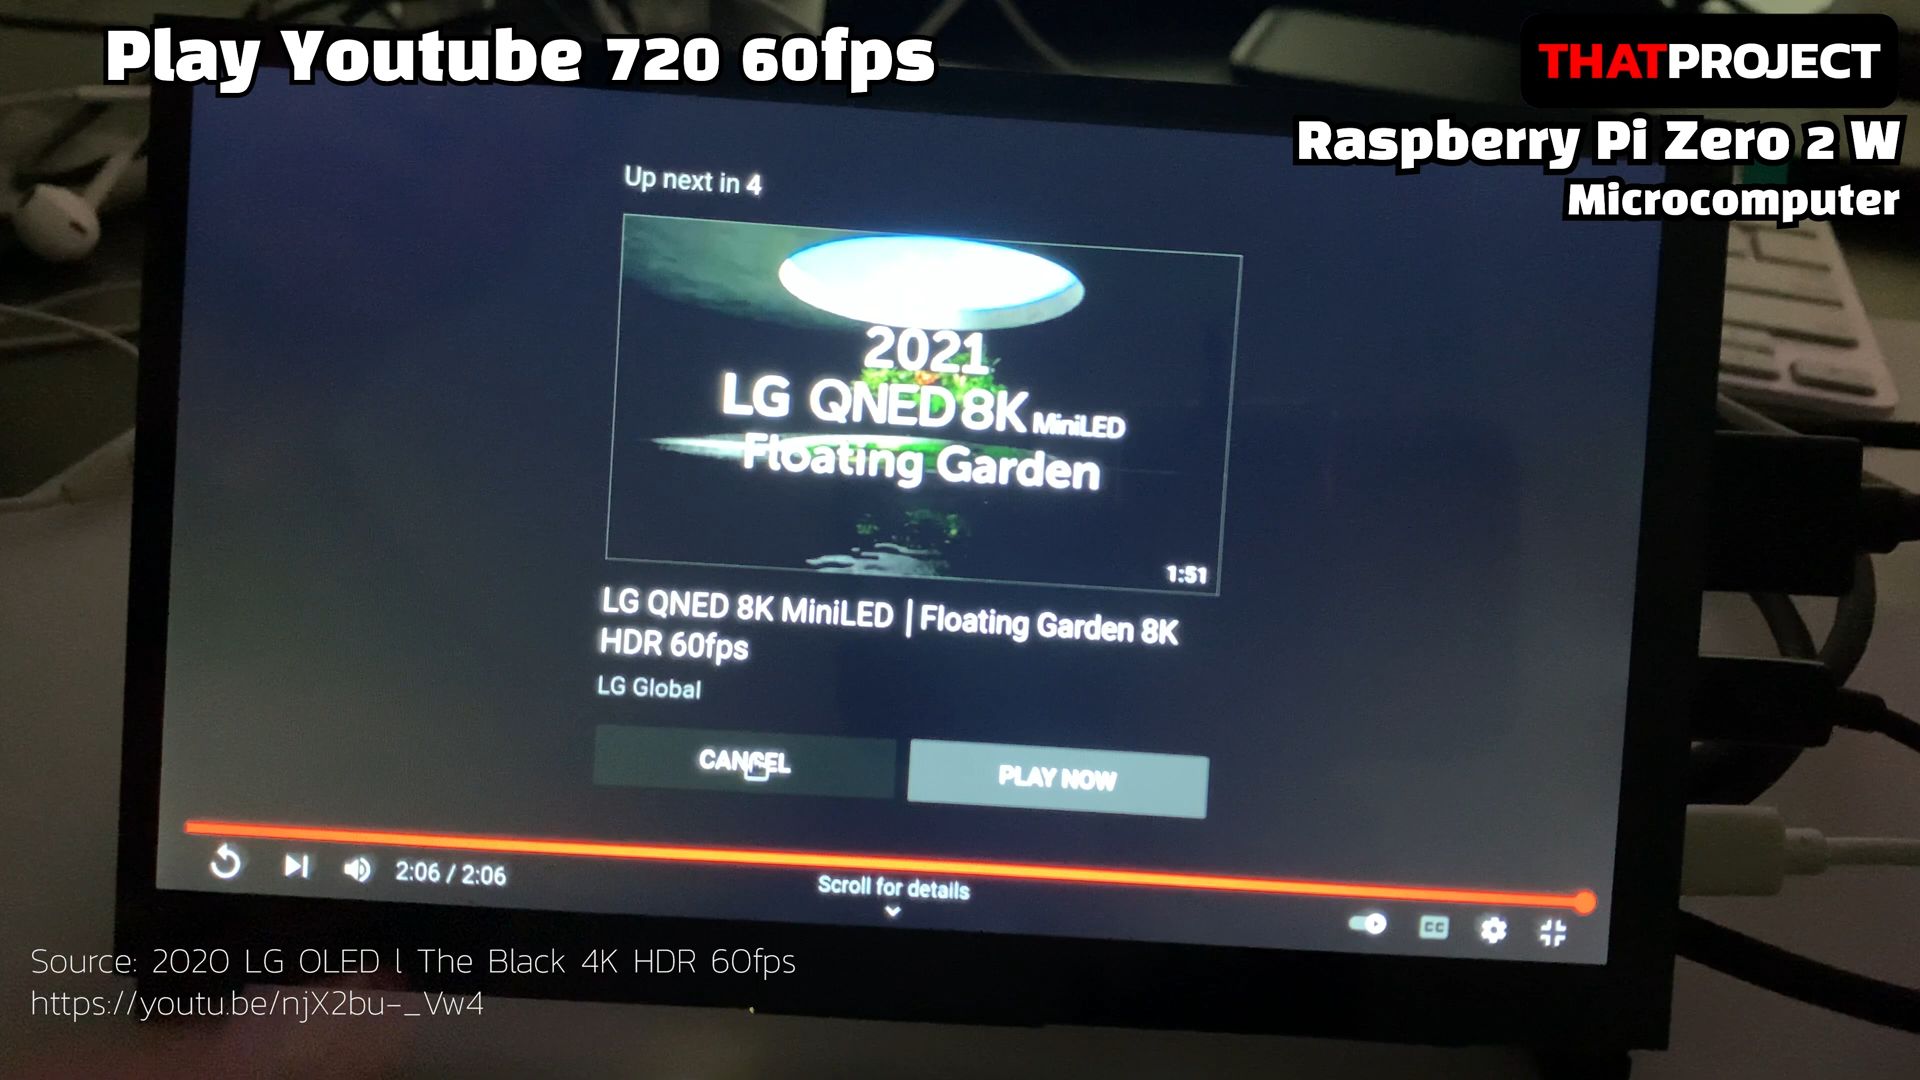 Play Youtube 720 60fps
THATPROJECT
Raspberry Pi Zero 2 W
Microcomputer
Up next in 4
2021
LG QNED 8K MiniLED
Floating Garden
1:51
LG QNED 8K MiniLED | Floating Garden 8K
HDR 60fps
LG Global
CANCEL
PLAY NOW
2:06 / 2:06
Scroll for details
CC
Source: 2020 LG OLED l The Black 4K HDR 60fps
https://youtu.be/njX2bu-_Vw4